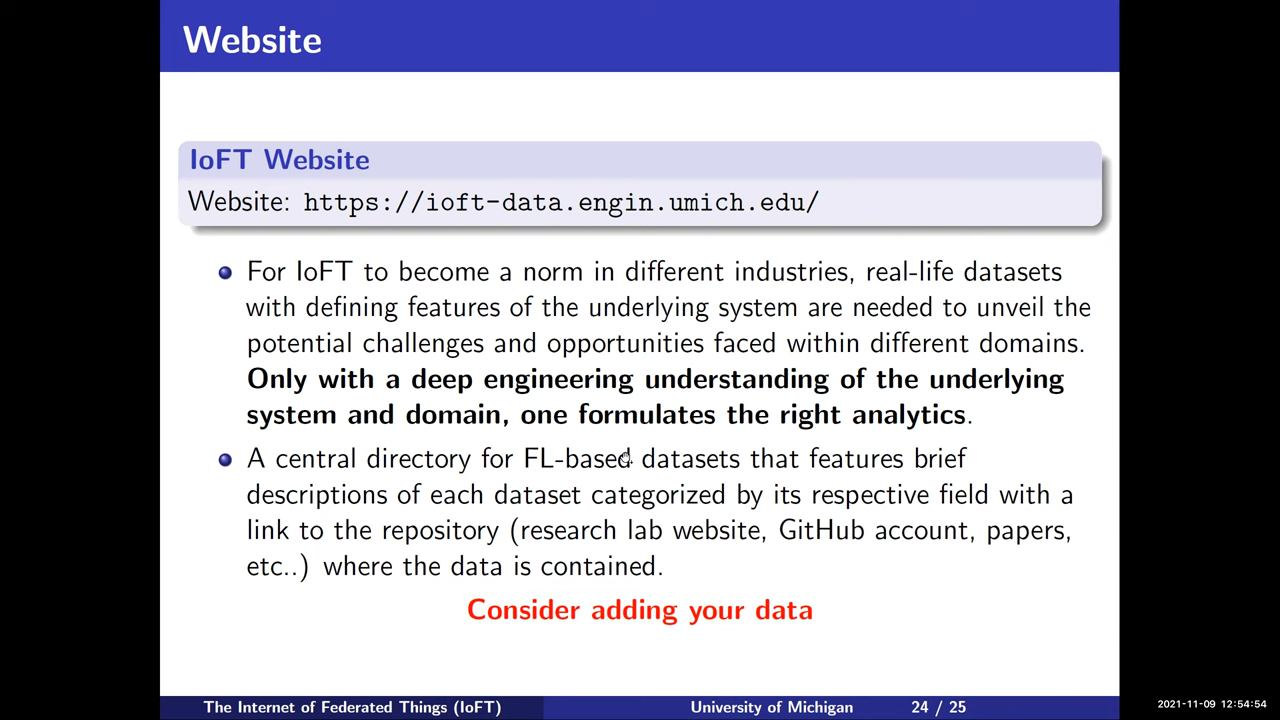 Website
IoFT Website
Website: https://ioft-data.engin.umich.edu/
For IoFT to become a norm in different industries, real-life datasets
with defining features of the underlying system are needed to unveil the
potential challenges and opportunities faced within different domains.
Only with a deep engineering understanding of the underlying
system and domain, one formulates the right analytics.
A central directory for FL-based datasets that features brief
descriptions of each dataset categorized by its respective field with a
link to the repository (research lab website, GitHub account, papers,
etc..) where the data is contained.
Consider adding your data
The Internet of Federated Things (IoFT) University of Michigan 24 / 25
2021-11-09 12:54:54